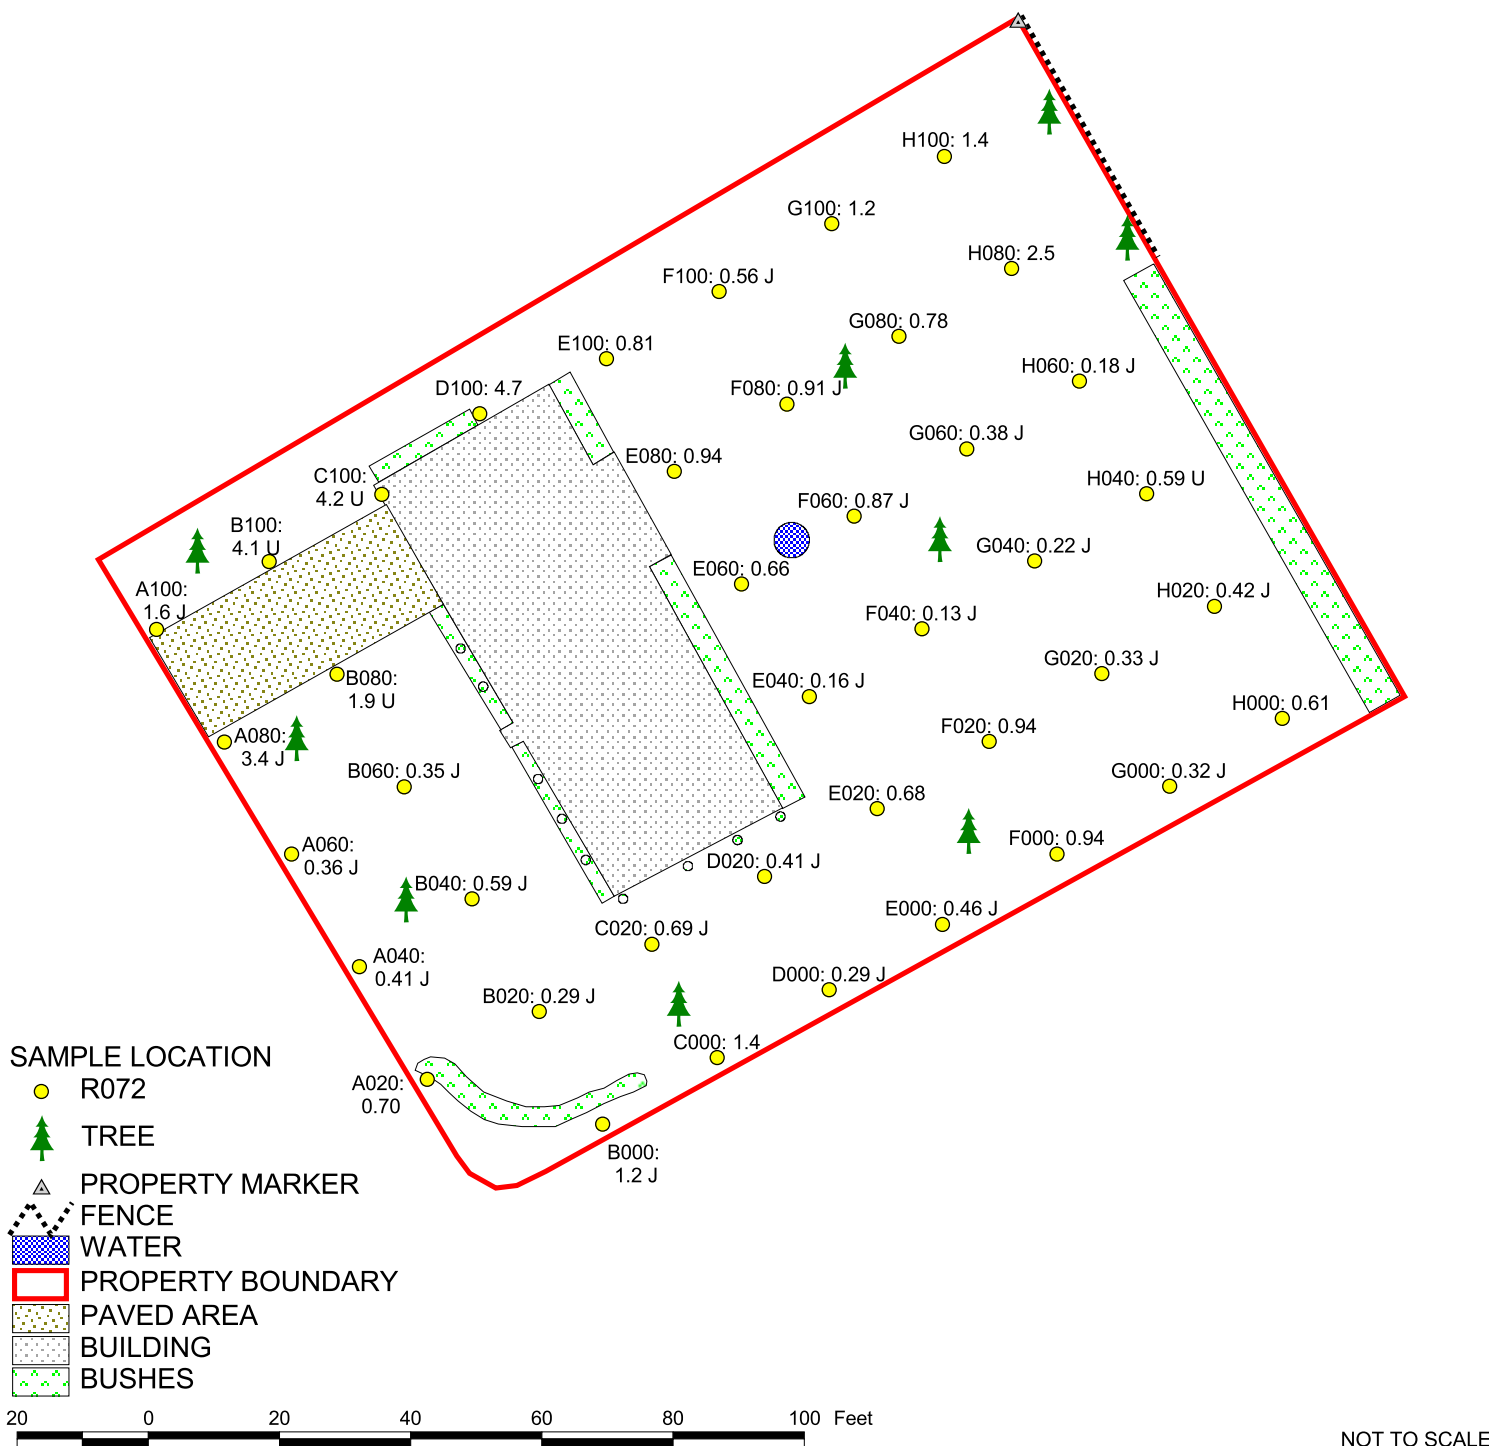 H100: 1.4
G100: 1.2
H080: 2.5
F100: 0.56 J
G080: 0.78
E100: 0.81
H060: 0.18 J
D100: 4.7
F080: 0.91 J
G060: 0.38 J
E080: 0.94
C100:
4.2 U
H040: 0.59 U
F060: 0.87 J
B100:
4.1 U
G040: 0.22 J
E060: 0.66
A100:
1.6 J
H020: 0.42 J
F040: 0.13 J
G020: 0.33 J
B080:
1.9 U
E040: 0.16 J
H000: 0.61
F020: 0.94
A080:
3.4 J
B060: 0.35 J
G000: 0.32 J
E020: 0.68
F000: 0.94
A060:
0.36 J
D020: 0.41 J
B040: 0.59 J
E000: 0.46 J
C020: 0.69 J
A040:
0.41 J
D000: 0.29 J
B020: 0.29 J
C000: 1.4
A020:
0.70
B000:
1.2 J
SAMPLE LOCATION
R072
TREE
PROPERTY MARKER
FENCE
WATER
PROPERTY BOUNDARY
PAVED AREA
BUILDING
BUSHES
20 0 20 40 60 80 100 Feet
NOT TO SCALE